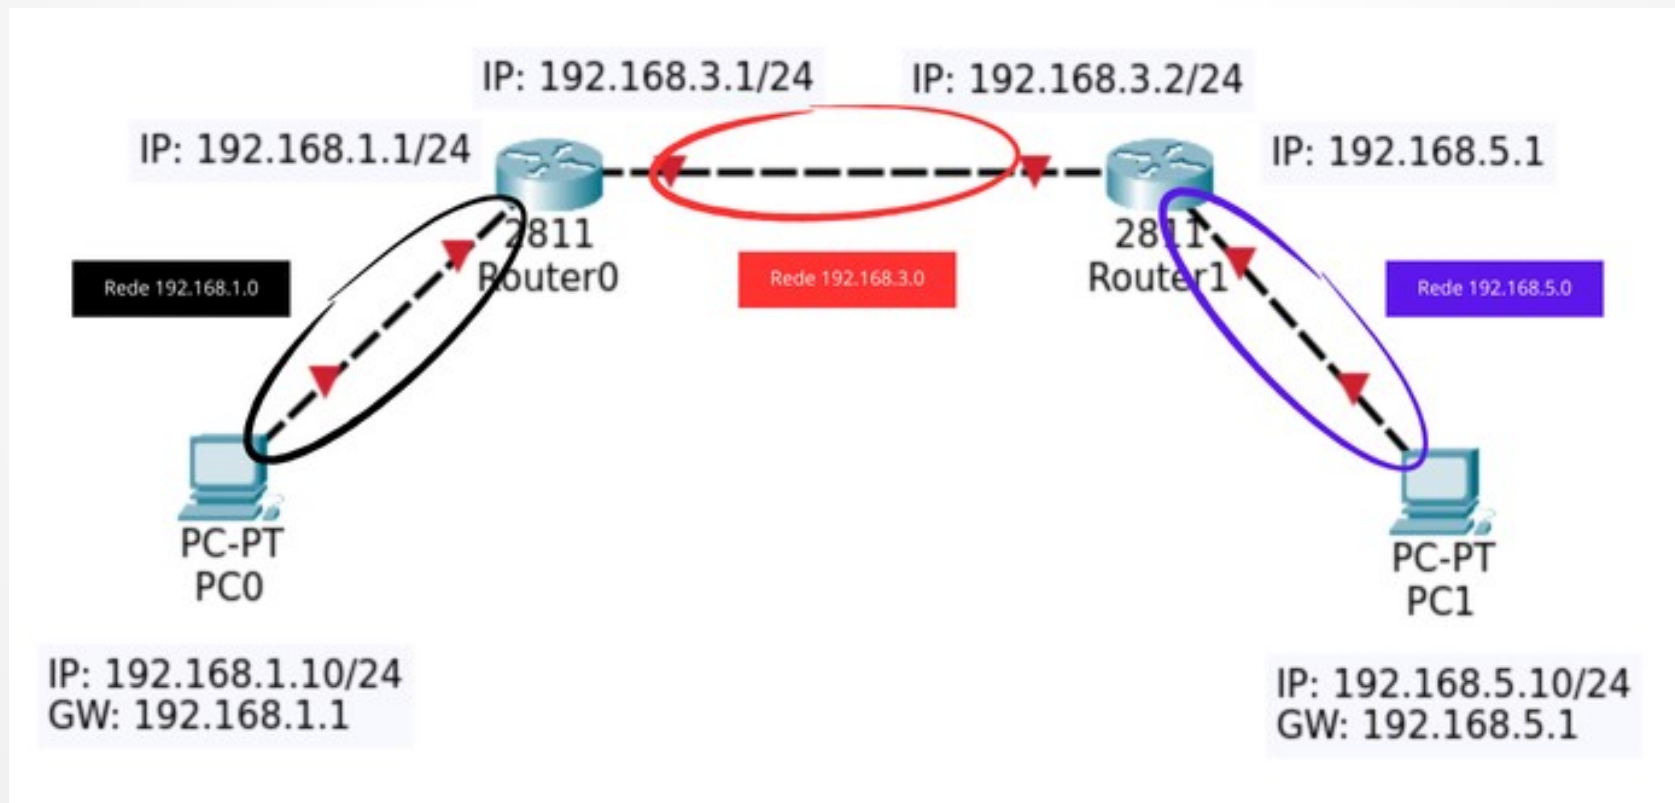 IP: 192.168.3.1/24
IP: 192.168.3.2/24
IP: 192.168.1.1/24
IP: 192.168.5.1
2811
Router0
2811
Router1
Rede 192.168.1.0
Rede 192.168.3.0
Rede 192.168.5.0
PC-PT
PC0
PC-PT
PC1
IP: 192.168.1.10/24
GW: 192.168.1.1
IP: 192.168.5.10/24
GW: 192.168.5.1